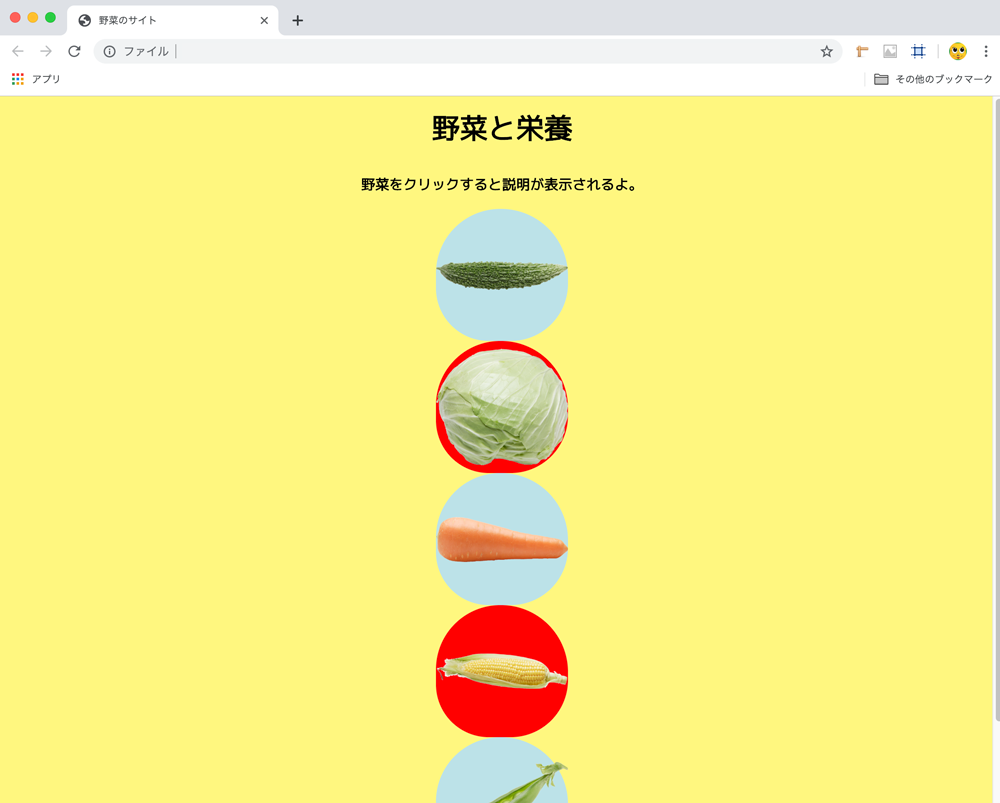 野菜のサイト
ファイル
アプリ
その他のブックマーク
野菜と栄養
野菜をクリックすると説明が表示されるよ。